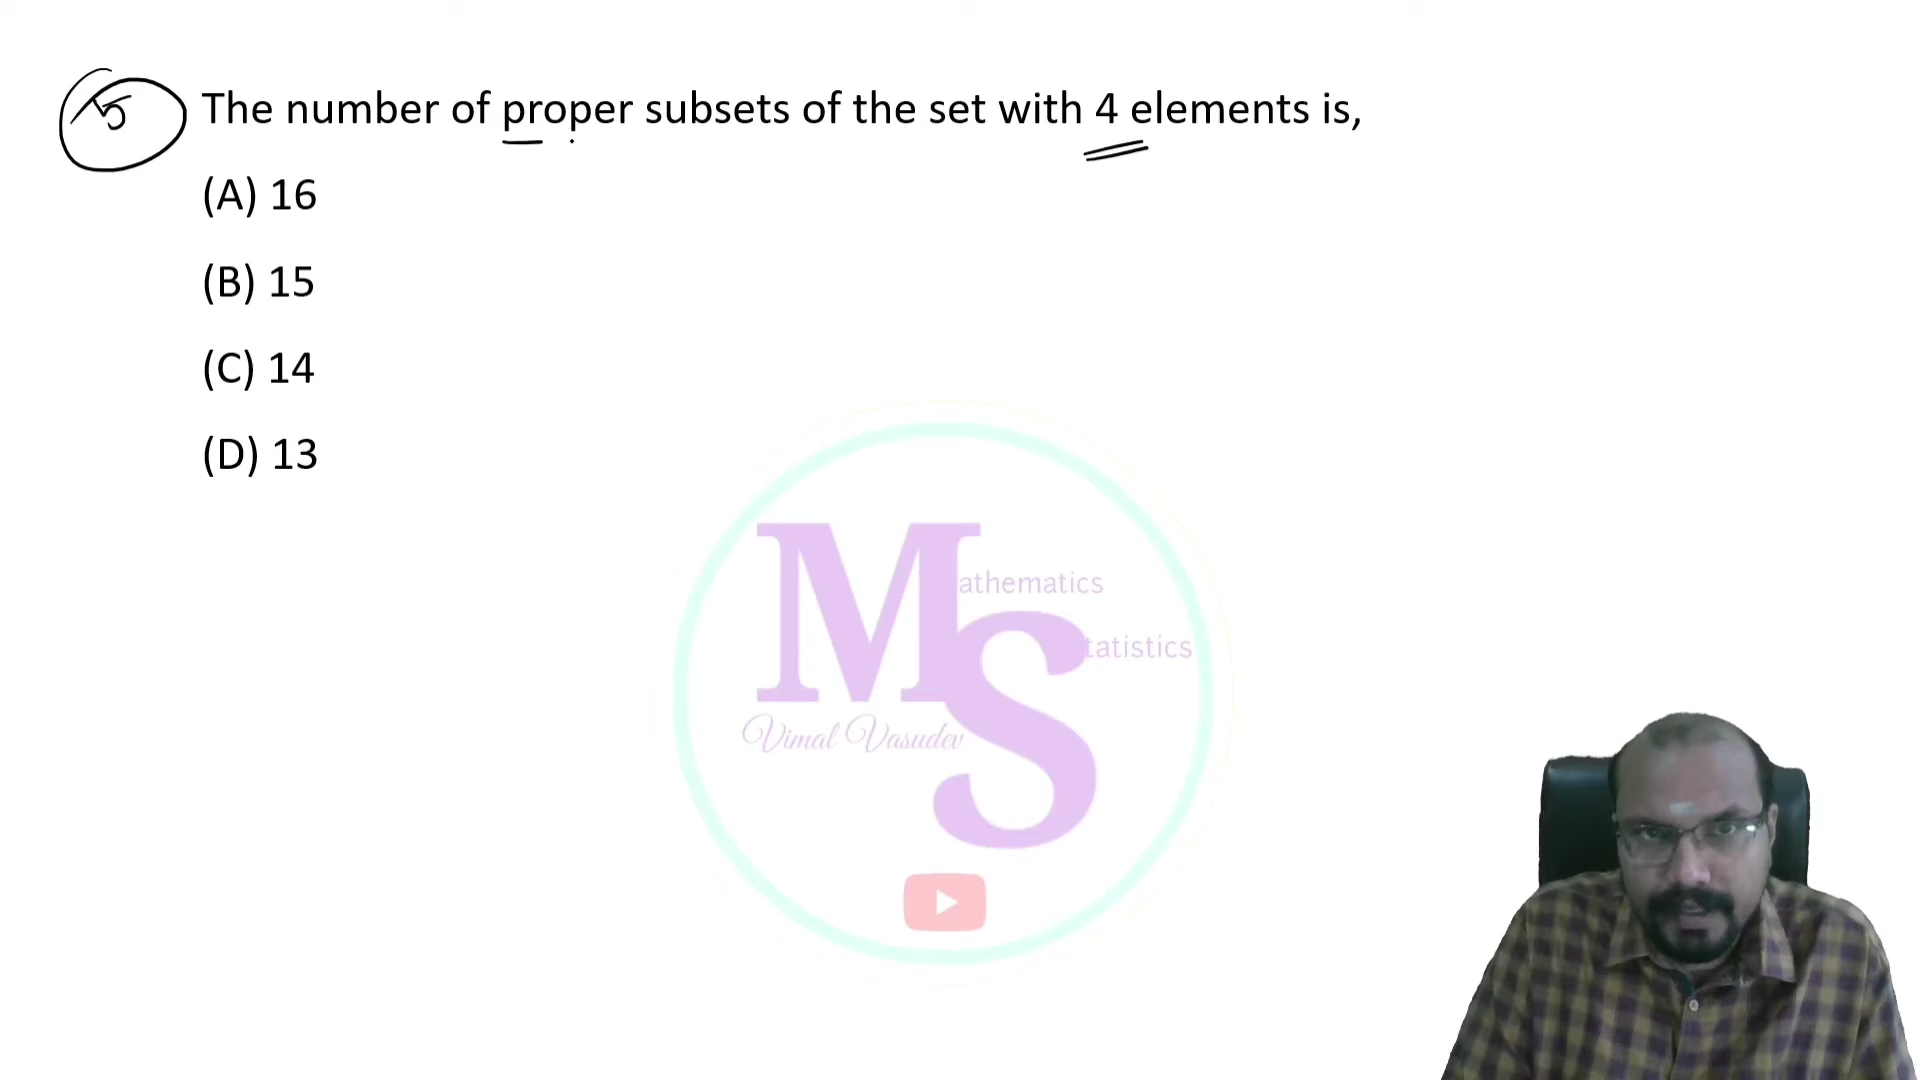 5
The number of proper subsets of the set with 4 elements is,
(A) 16
(B) 15
(C) 14
(D) 13
M
athematics
S
tatistics
Vimal Vasudev